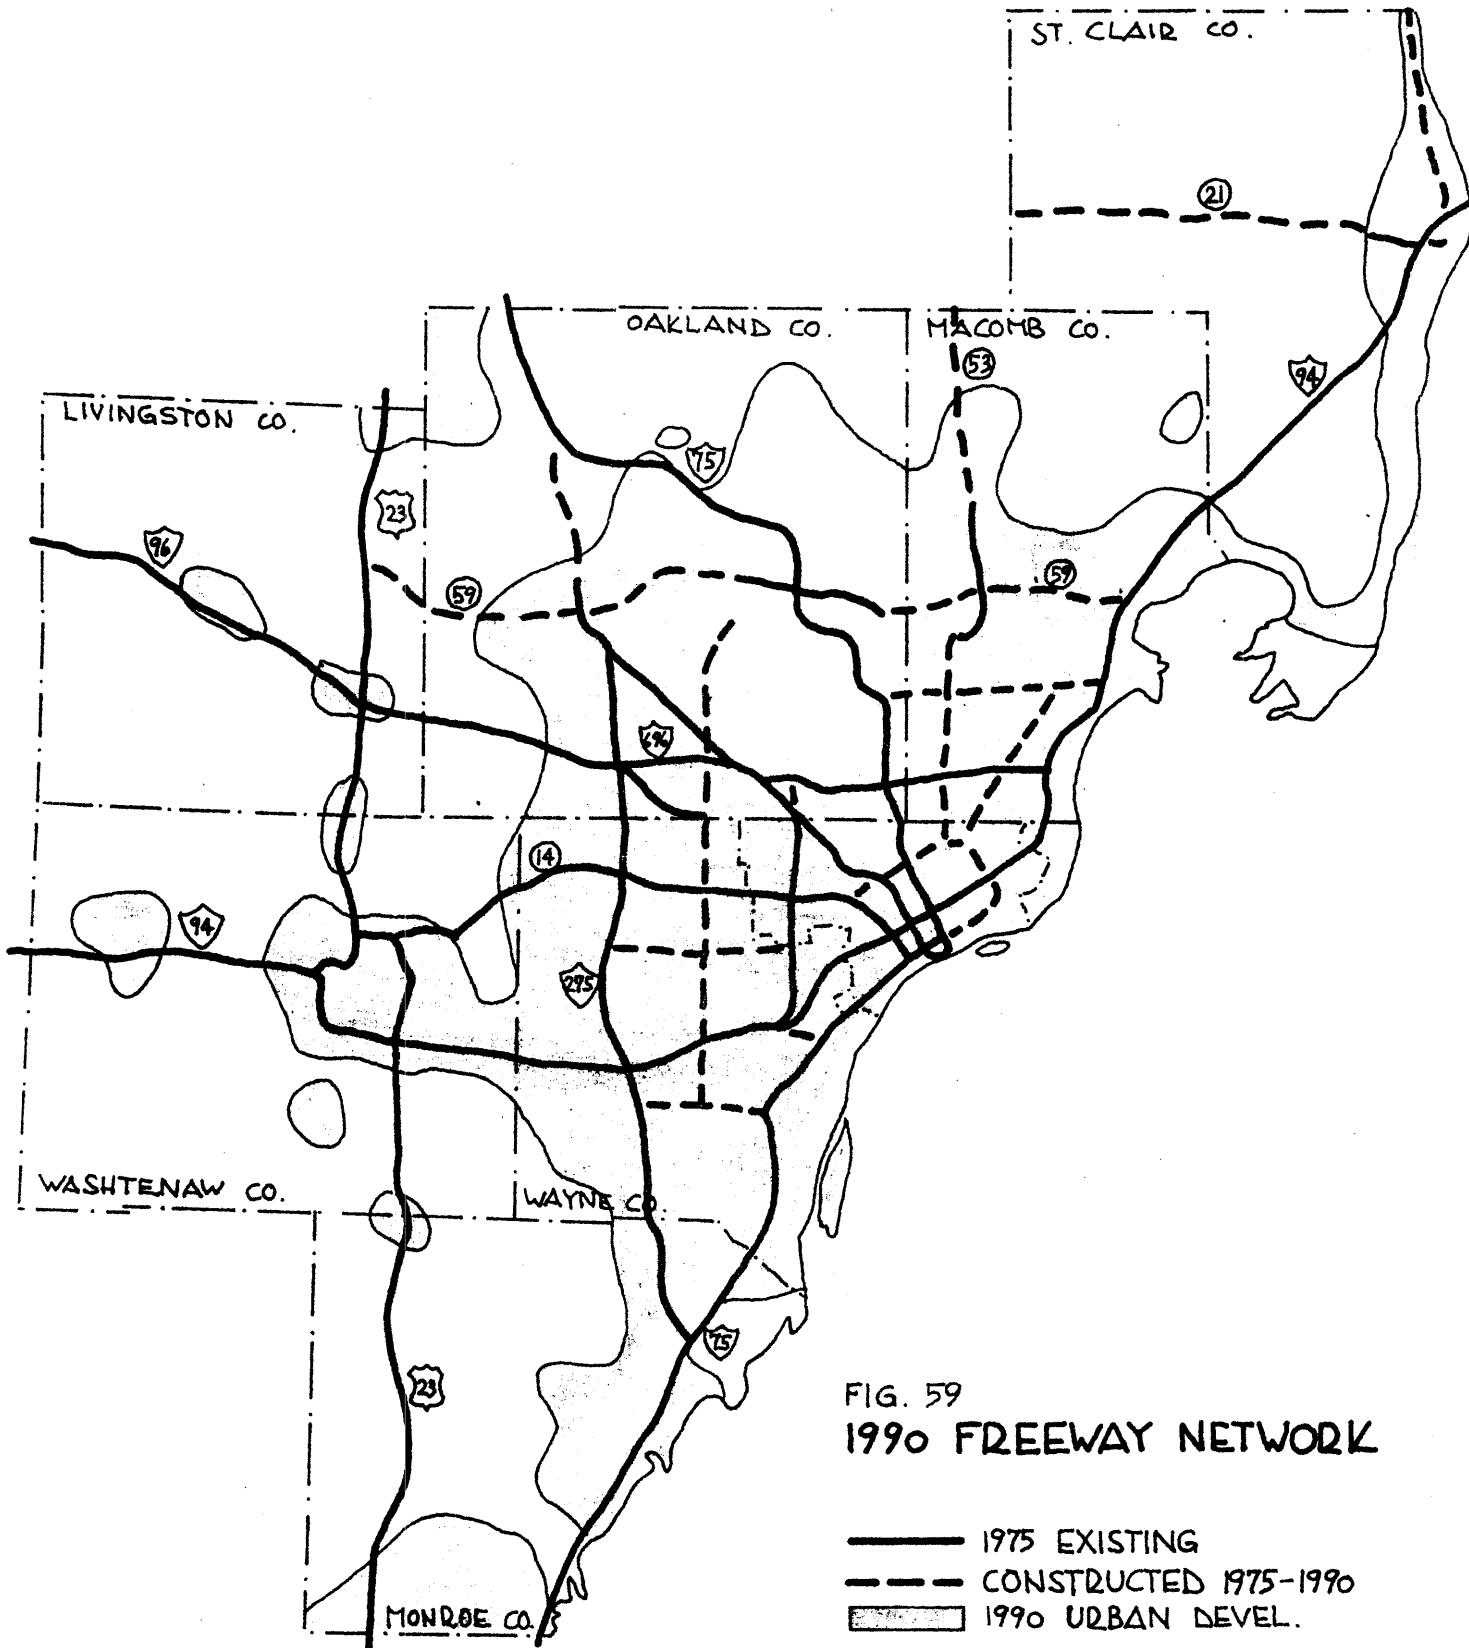 ST. CLAIR CO.
21
OAKLAND CO.
MACOMB CO.
53
94
LIVINGSTON CO.
75
23
96
59
59
696
14
94
275
WASHTENAW CO.
WAYNE CO.
75
23
FIG. 59
1990 FREEWAY NETWORK
1975 EXISTING
CONSTRUCTED 1975-1990
1990 URBAN DEVEL.
MONROE CO.